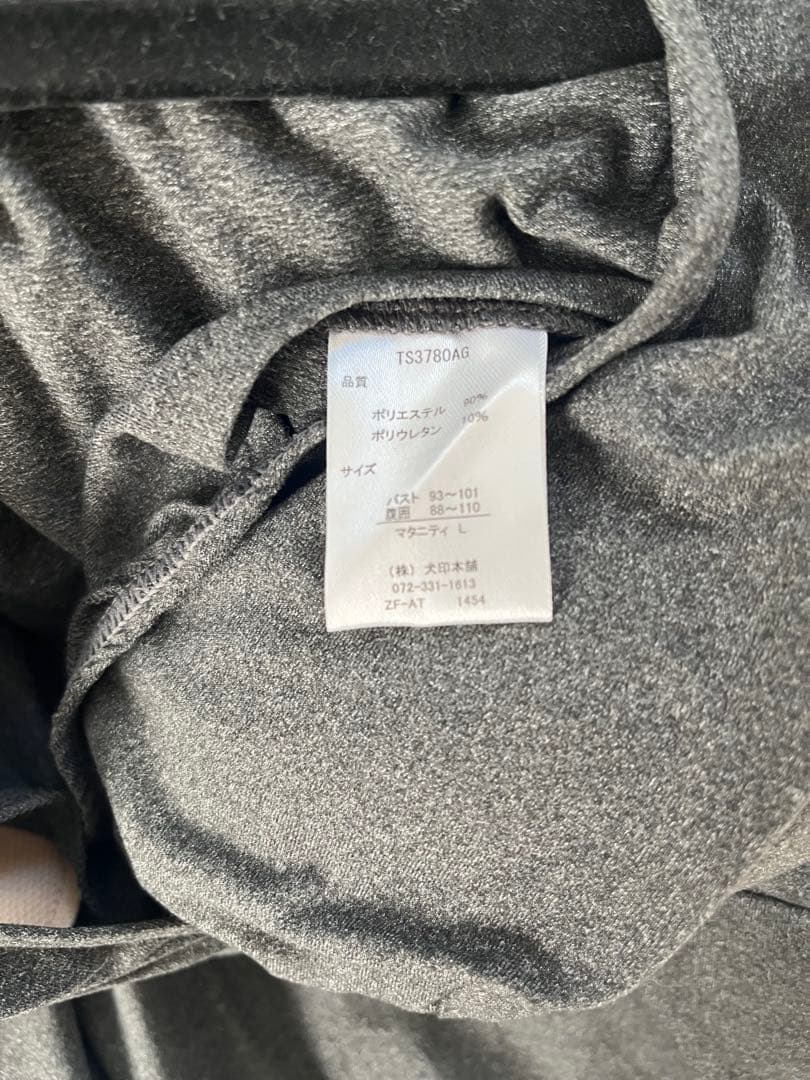 TS3780AG
品質
ポリエステル 90%
ポリウレタン 10%
サイズ
バスト 93～101
腹囲 88～110
マタニティ L
(株) 犬印本舗
072-331-1613
ZF-AT 1454